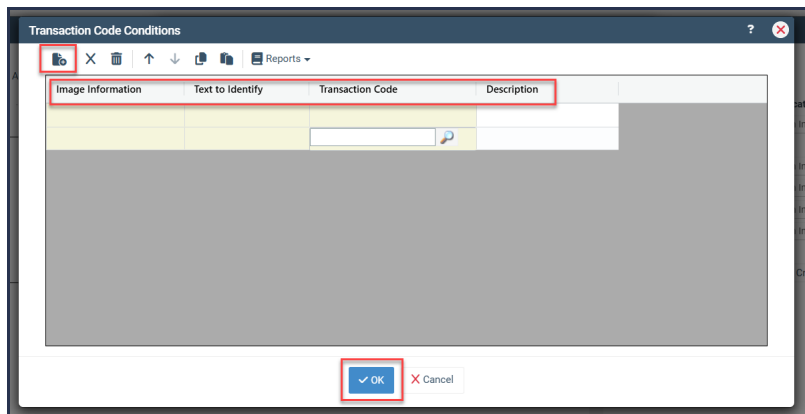 Transaction Code Conditions ?
Reports
Image Information Text to Identify Transaction Code Description
OK Cancel